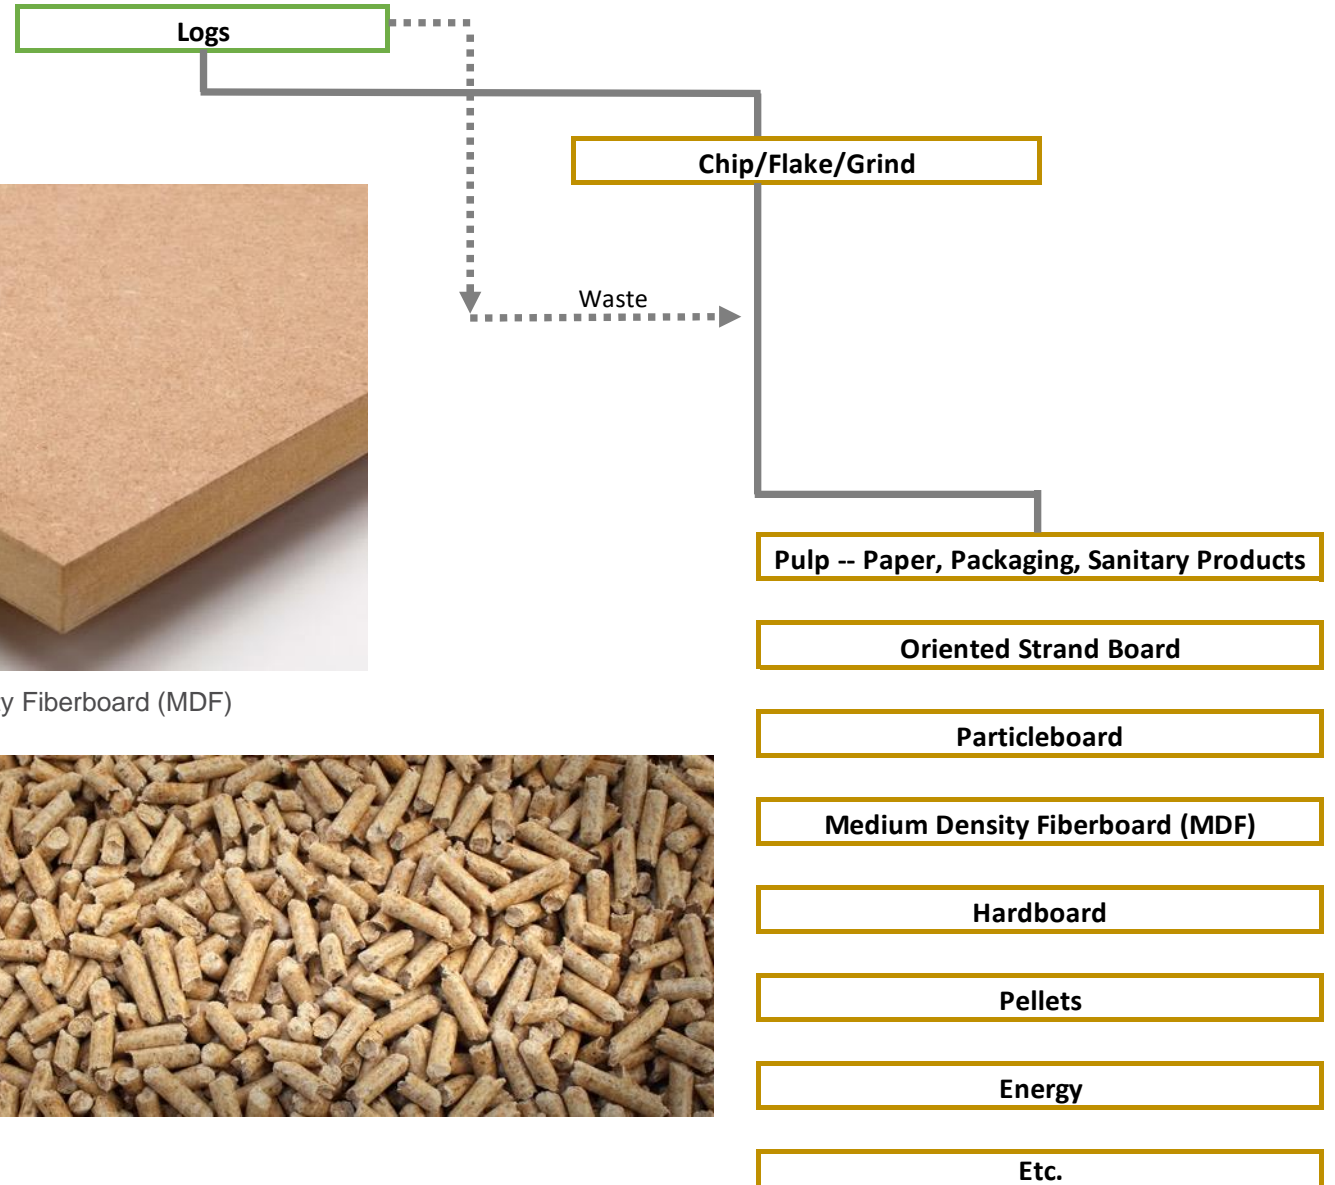 Logs
Chip/Flake/Grind
Waste
Pulp -- Paper, Packaging, Sanitary Products
Oriented Strand Board
ty Fiberboard (MDF)
Particleboard
Medium Density Fiberboard (MDF)
Hardboard
Pellets
Energy
Etc.